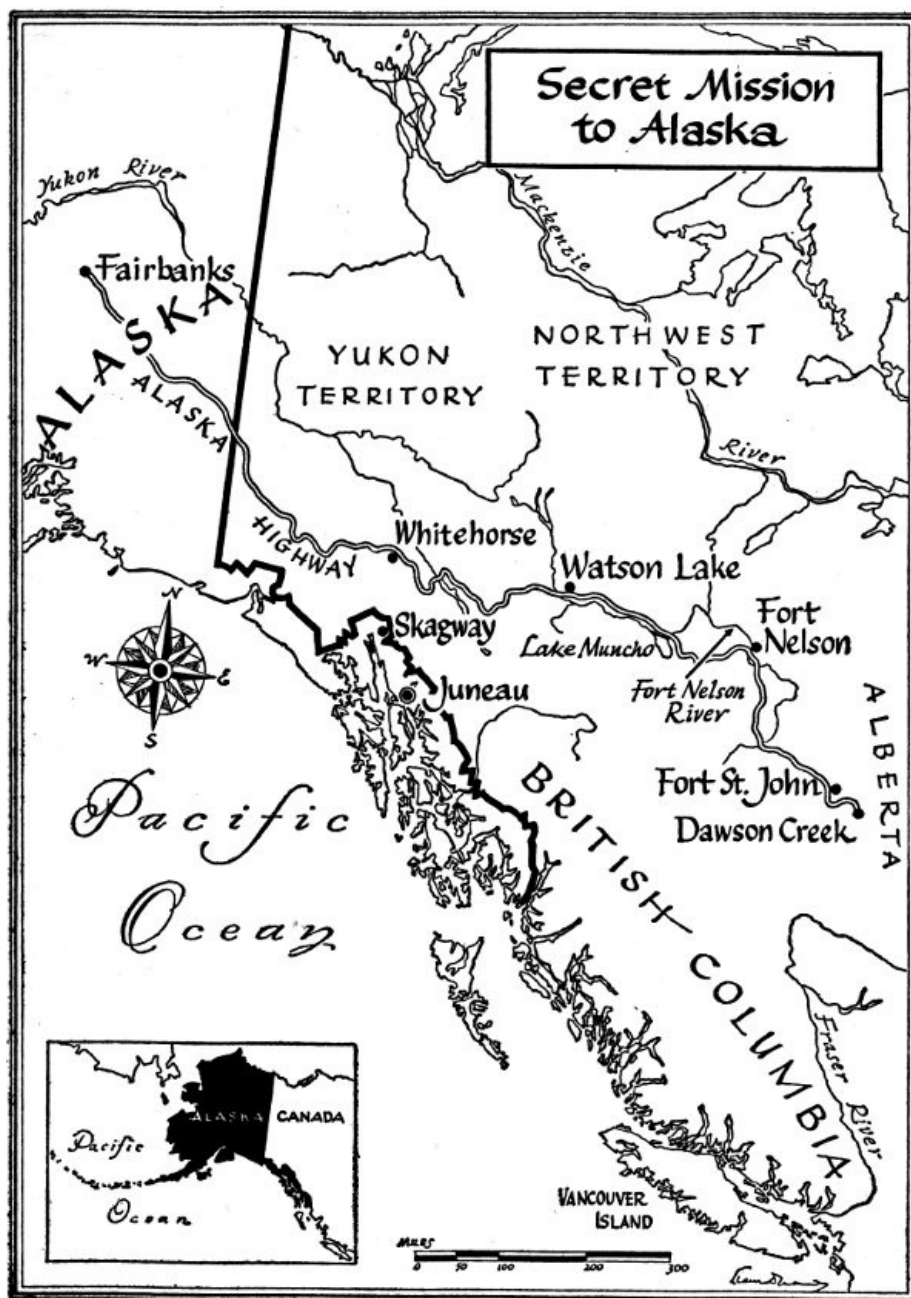 Secret Mission
to Alaska
Yukon River
Mackenzie
Fairbanks
ALASKA
YUKON
TERRITORY
NORTHWEST
TERRITORY
ALASKA
HIGHWAY
River
Whitehorse
Watson Lake
Skagway
Lake Muncho
Fort
Nelson
Fort Nelson
River
N
W
E
S
Juneau
ALBERTA
Pacific
Ocean
BRITISH COLUMBIA
Fort St. John
Dawson Creek
Fraser River
ALASKA
CANADA
Pacific
Ocean
VANCOUVER
ISLAND
MILES
0 50 100 200 300